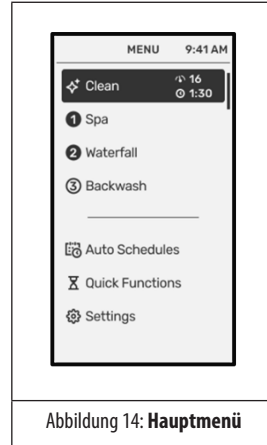 MENU 9:41 AM
Clean 16
1:30
1 Spa
2 Waterfall
3 Backwash
Auto Schedules
Quick Functions
Settings
Abbildung 14: Hauptmenü